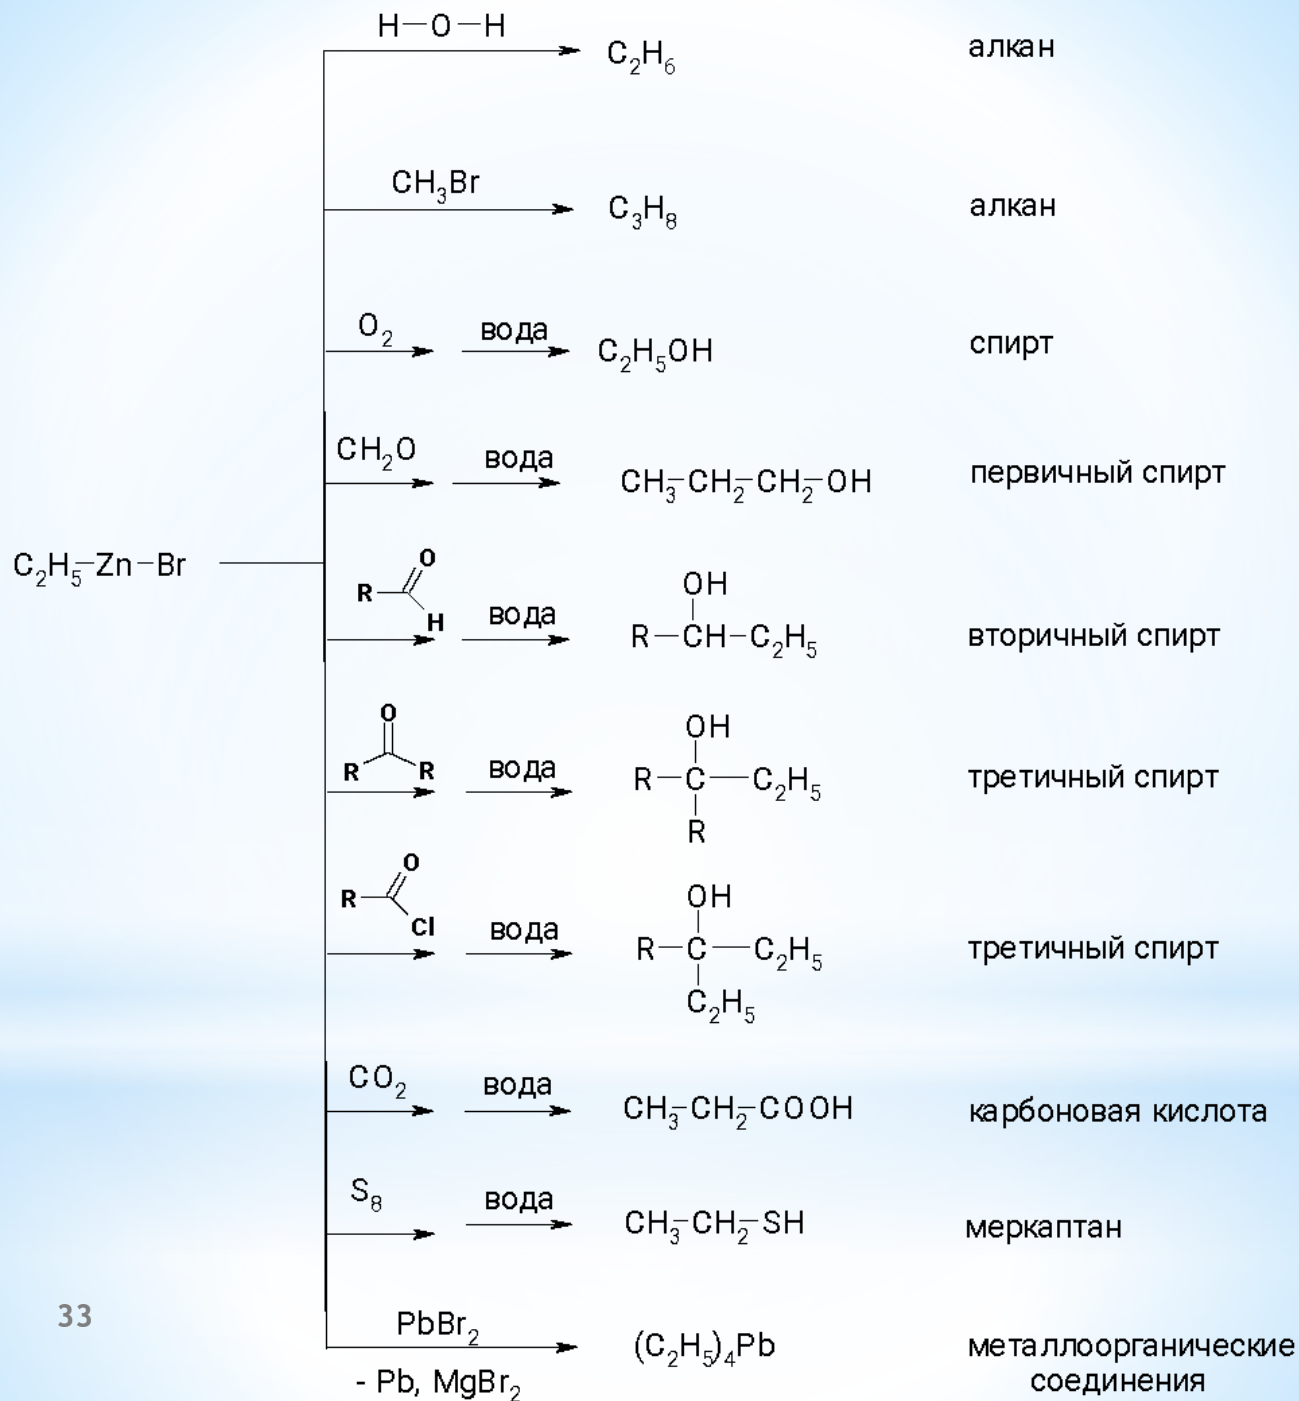 H—O—H
C₂H₆ алкан
CH₃Br
C₃H₈ алкан
O₂ вода
C₂H₅OH спирт
CH₂O вода
CH₃-CH₂-CH₂-OH первичный спирт
C₂H₅-Zn-Br
O
R
H
вода
OH
R-CH-C₂H₅ вторичный спирт
O
R R
вода
OH
R-C-C₂H₅ третичный спирт
R
O
R
Cl
вода
OH
R-C-C₂H₅ третичный спирт
C₂H₅
CO₂ вода
CH₃-CH₂-COOH карбоновая кислота
S₈ вода
CH₃-CH₂-SH меркаптан
33
PbBr₂
(C₂H₅)₄Pb металлоорганические
соединения
- Pb, MgBr₂